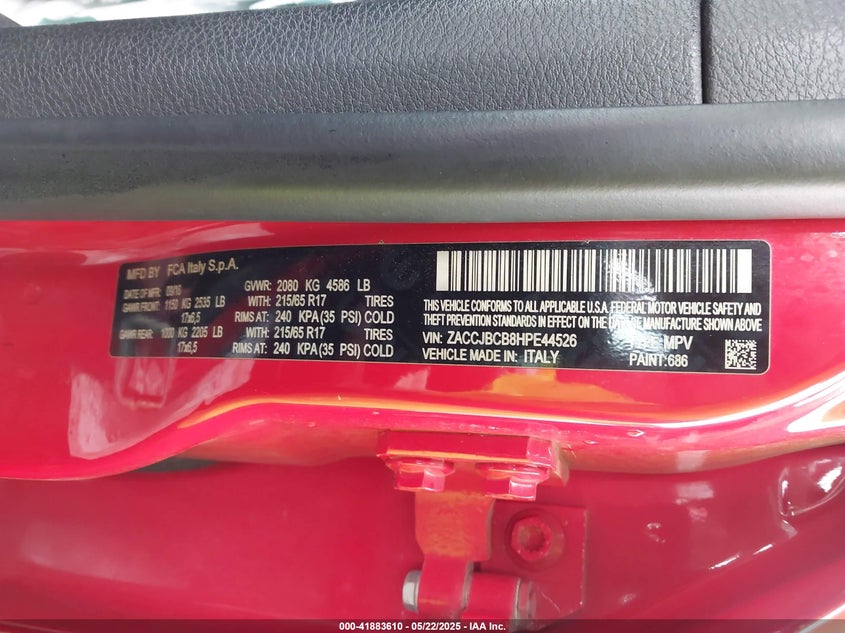 MFD BY FCA Italy S.p.A.
DATE OF MFR: 09/16 GVWR: 2080 KG 4586 LB
GAWR FRONT: 1150 KG 2535 LB WITH: 215/65 R17 TIRES
17x6,5 RIMS AT: 240 KPA (35 PSI) COLD
GAWR REAR: 1000 KG 2205 LB WITH: 215/65 R17 TIRES
17x6,5 RIMS AT: 240 KPA (35 PSI) COLD
THIS VEHICLE CONFORMS TO ALL APPLICABLE U.S.A. FEDERAL MOTOR VEHICLE SAFETY AND
THEFT PREVENTION STANDARDS IN EFFECT ON THE DATE OF MANUFACTURE SHOWN ABOVE.
VIN: ZACCJBCB8HPE44526 MPV
VEHICLE MADE IN: ITALY PAINT: 686
000-41883610 - 05/22/2025 - IAA Inc.